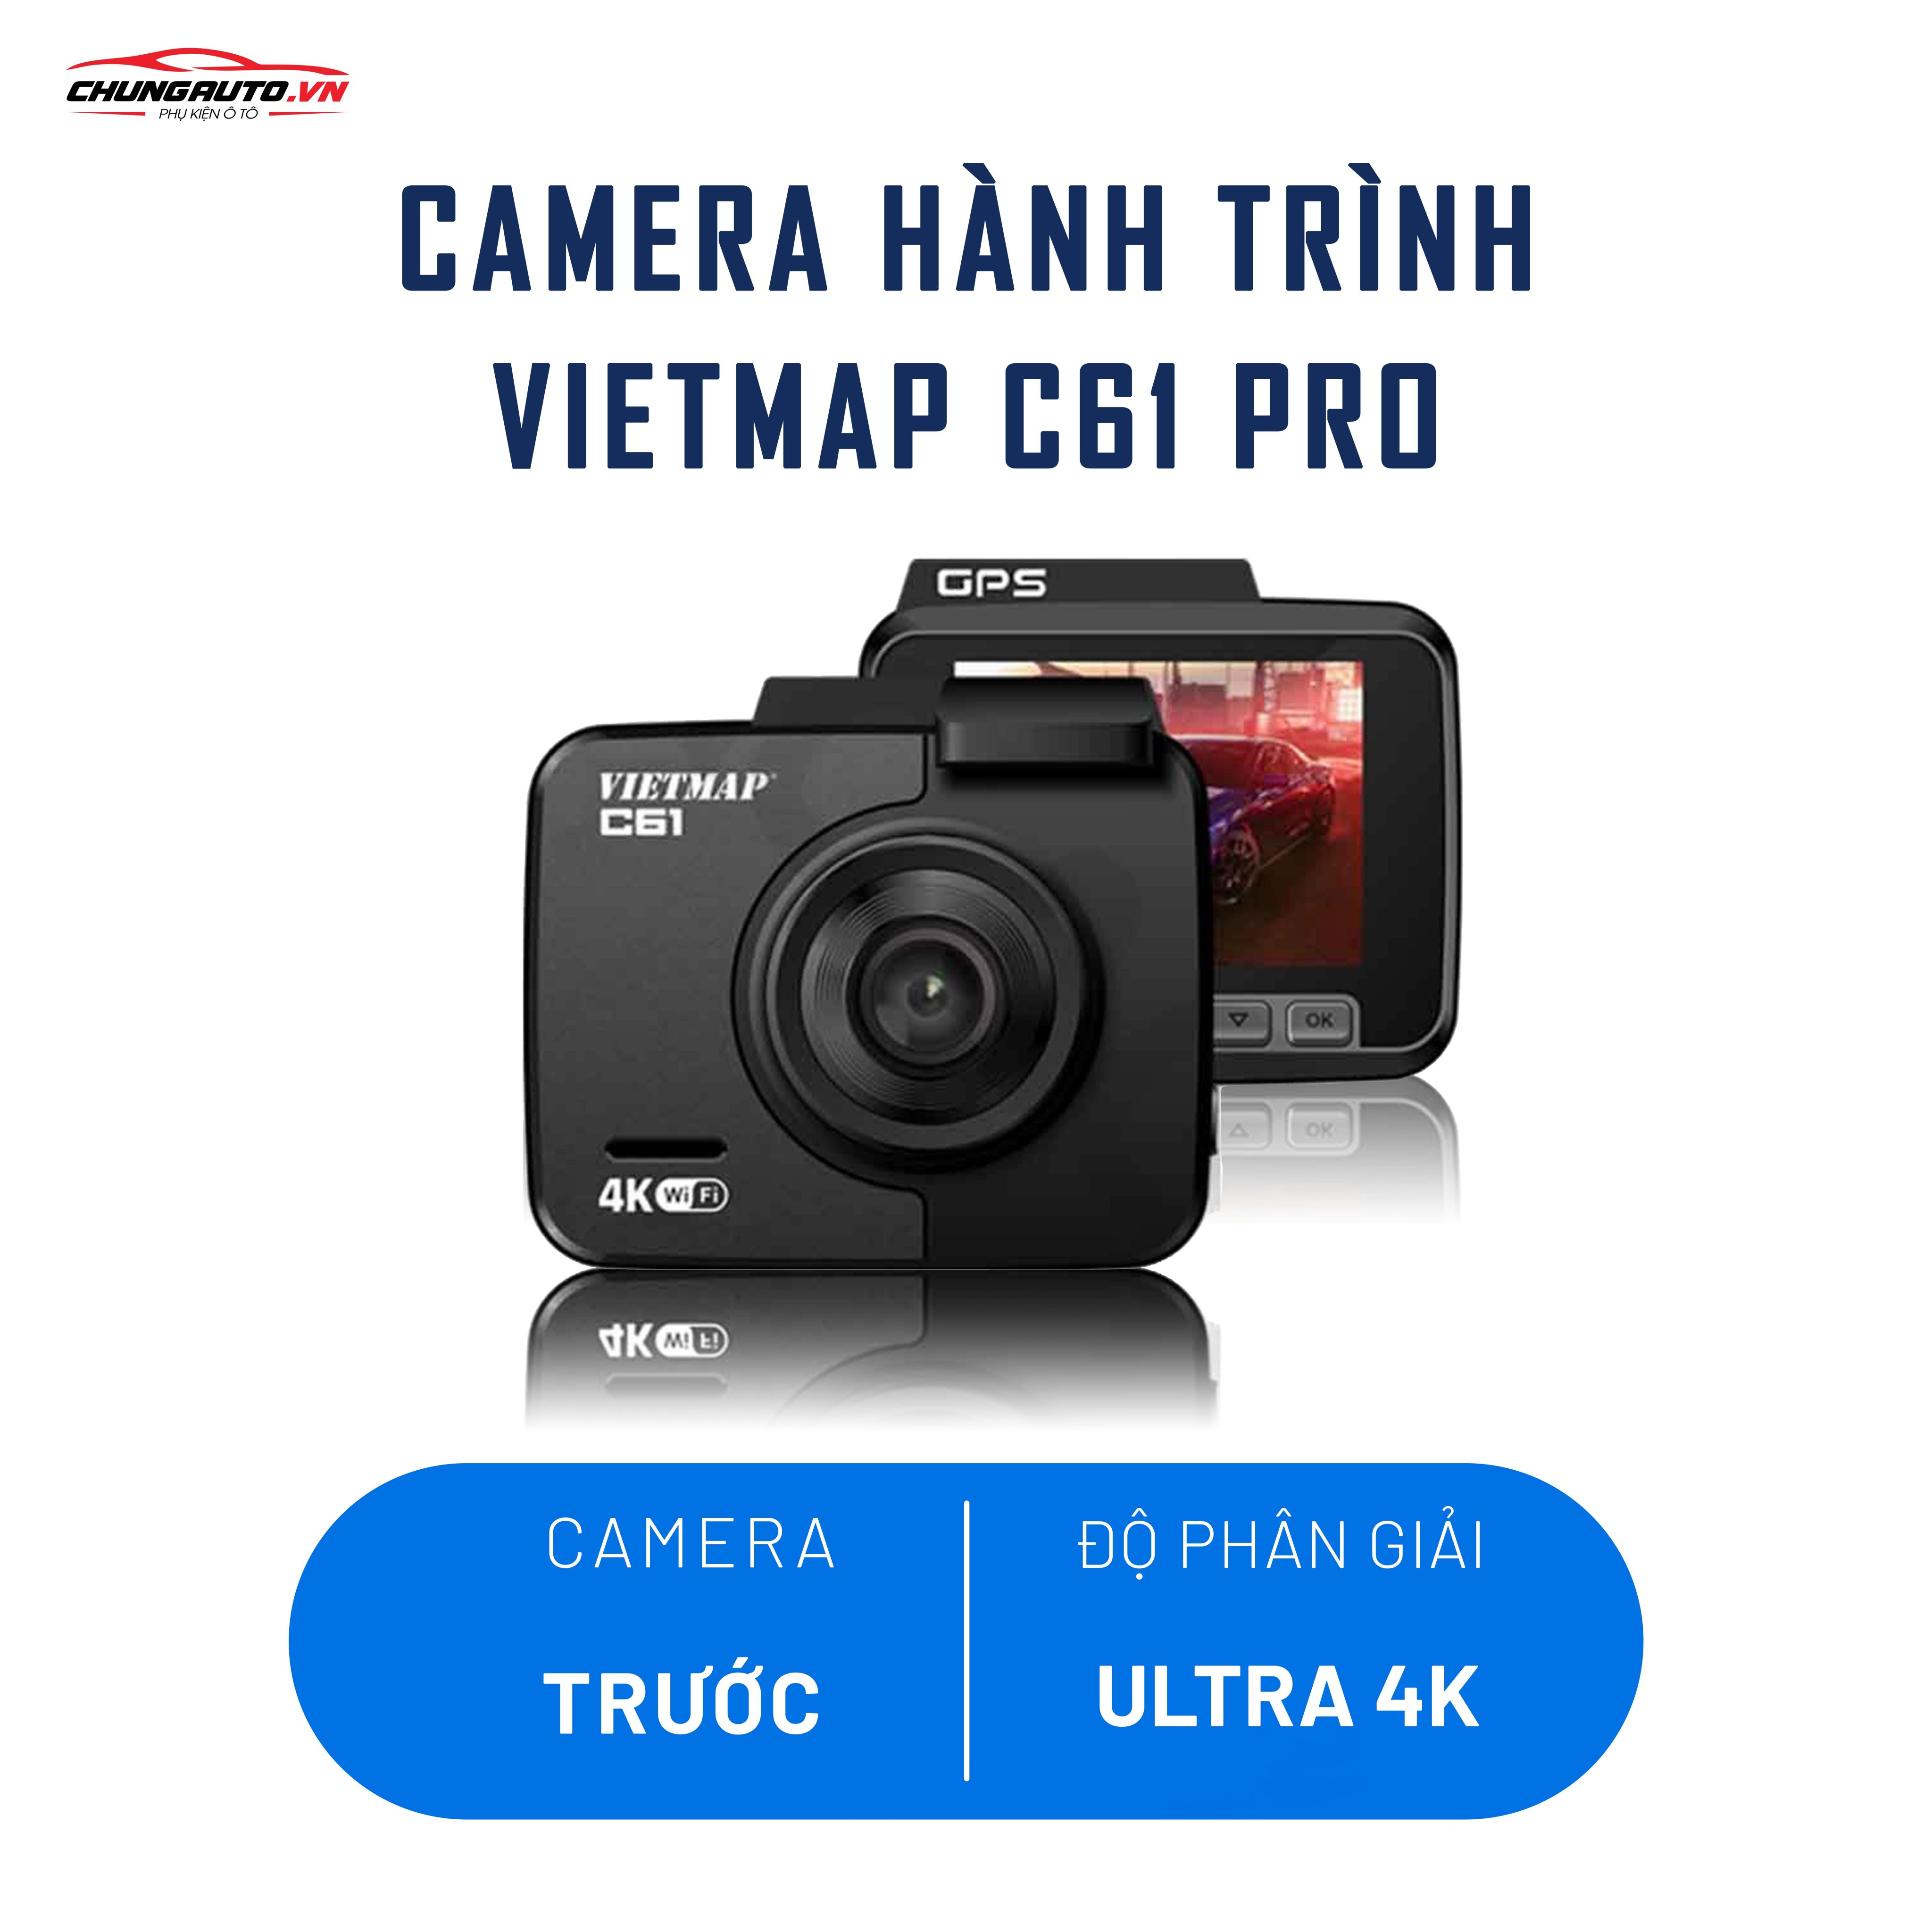 CHUNGAUTO.VN
PHỤ KIỆN Ô TÔ
CAMERA HÀNH TRÌNH
VIETMAP C61 PRO
GPS
VIETMAP
C61
OK
4K WiFi
CAMERA
TRƯỚC
ĐỘ PHÂN GIẢI
ULTRA 4K